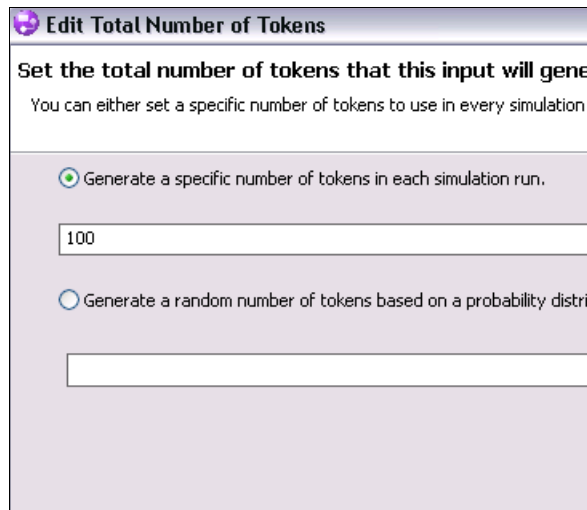 Edit Total Number of Tokens
Set the total number of tokens that this input will gene
You can either set a specific number of tokens to use in every simulation
Generate a specific number of tokens in each simulation run.
100
Generate a random number of tokens based on a probability distri